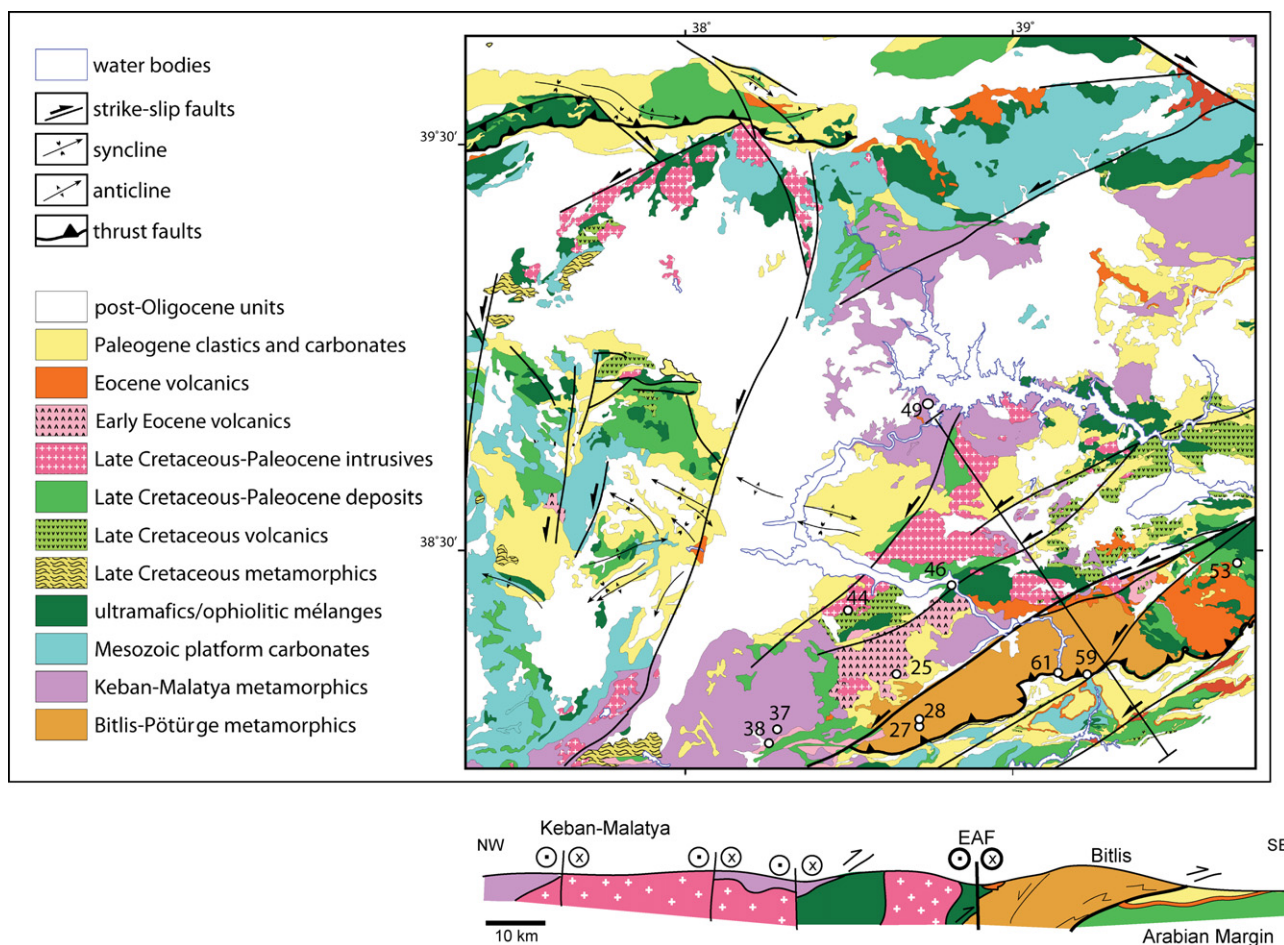 water bodies
strike-slip faults
syncline
anticline
thrust faults
post-Oligocene units
Paleogene clastics and carbonates
Eocene volcanics
Early Eocene volcanics
Late Cretaceous-Paleocene intrusives
Late Cretaceous-Paleocene deposits
Late Cretaceous volcanics
Late Cretaceous metamorphics
ultramafics/ophiolitic mélanges
Mesozoic platform carbonates
Keban-Malatya metamorphics
Bitlis-Pötürge metamorphics
38° 39°
39°30'
49
38°30'
53
46
44
25
61 59
28
27
37
38
Keban-Malatya
NW
EAF
Bitlis
SE
10 km
Arabian Margin